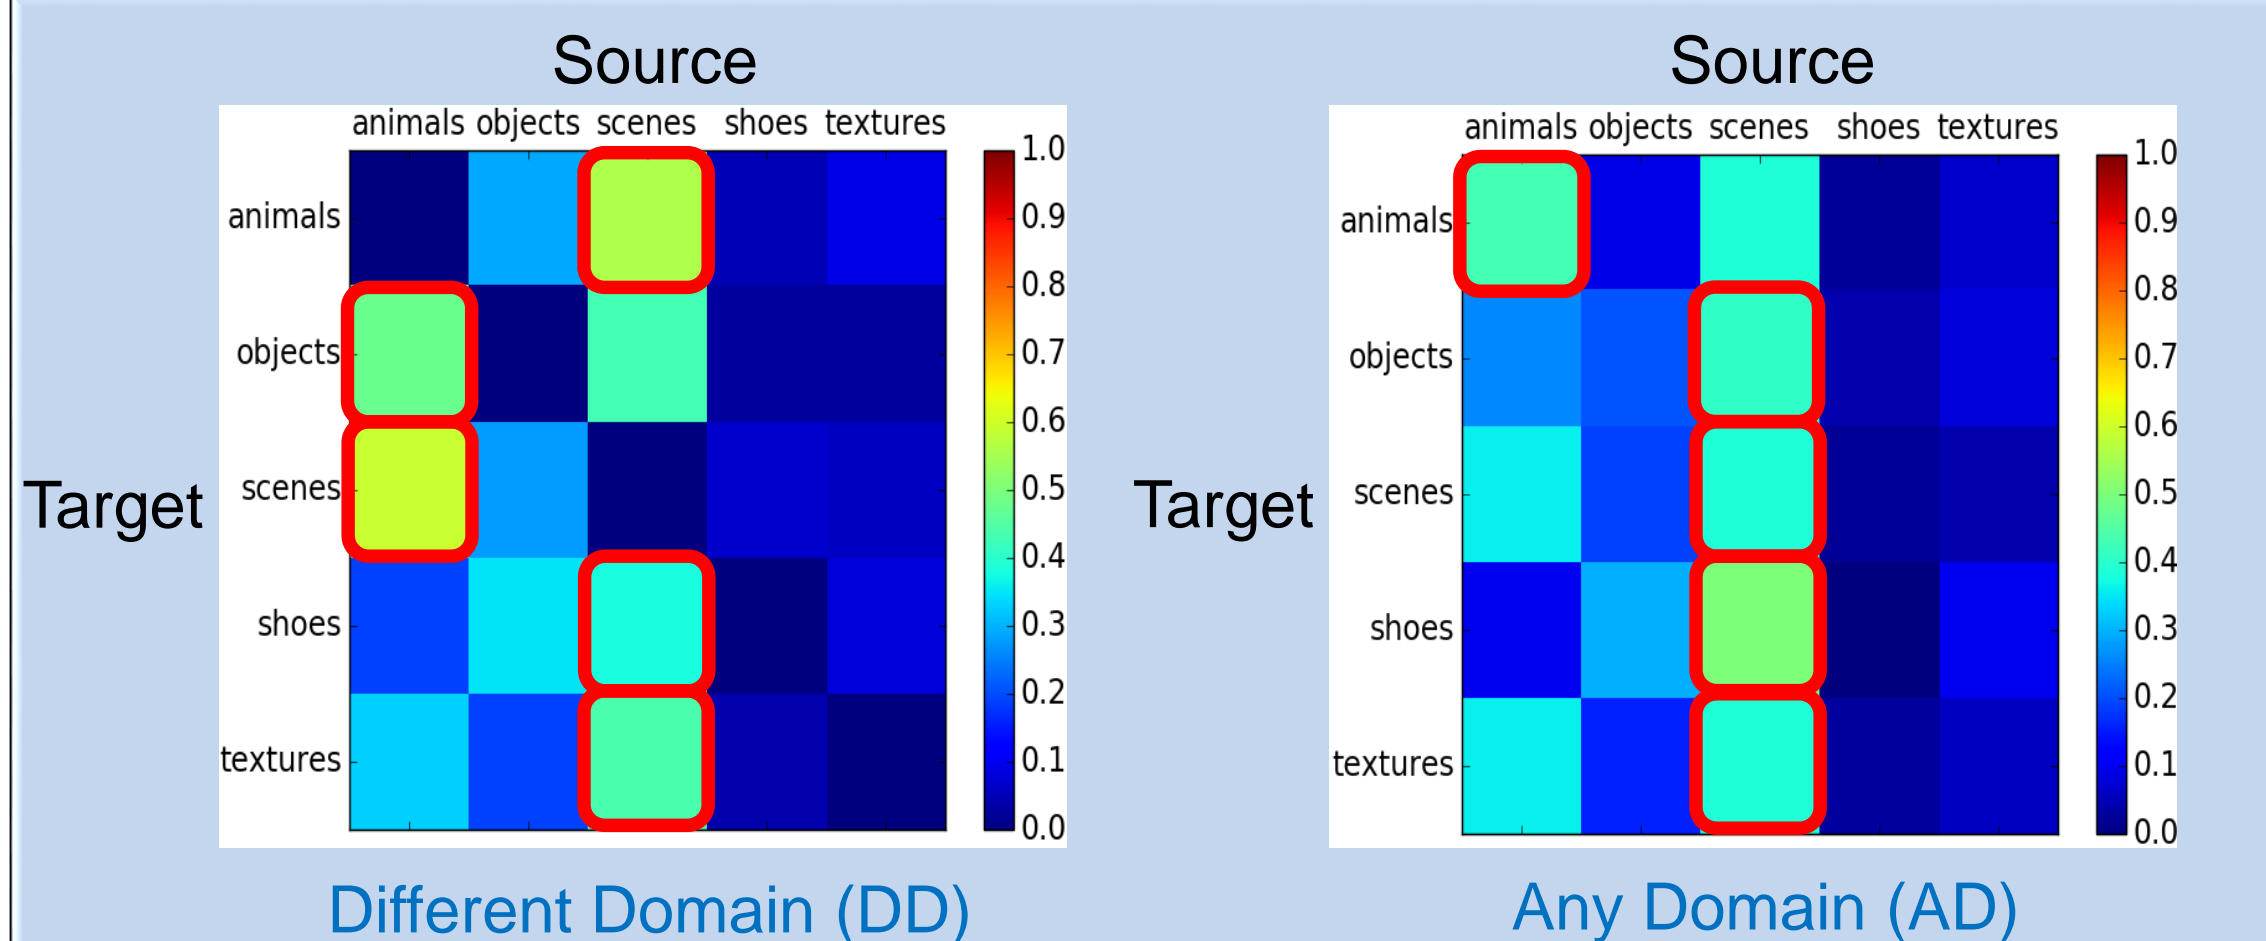 Source
animals objects scenes shoes textures
animals
objects
scenes
shoes
textures
Target
1.0
0.9
0.8
0.7
0.6
0.5
0.4
0.3
0.2
0.1
0.0
Different Domain (DD)
Source
animals objects scenes shoes textures
animals
objects
scenes
shoes
textures
Target
1.0
0.9
0.8
0.7
0.6
0.5
0.4
0.3
0.2
0.1
0.0
Any Domain (AD)